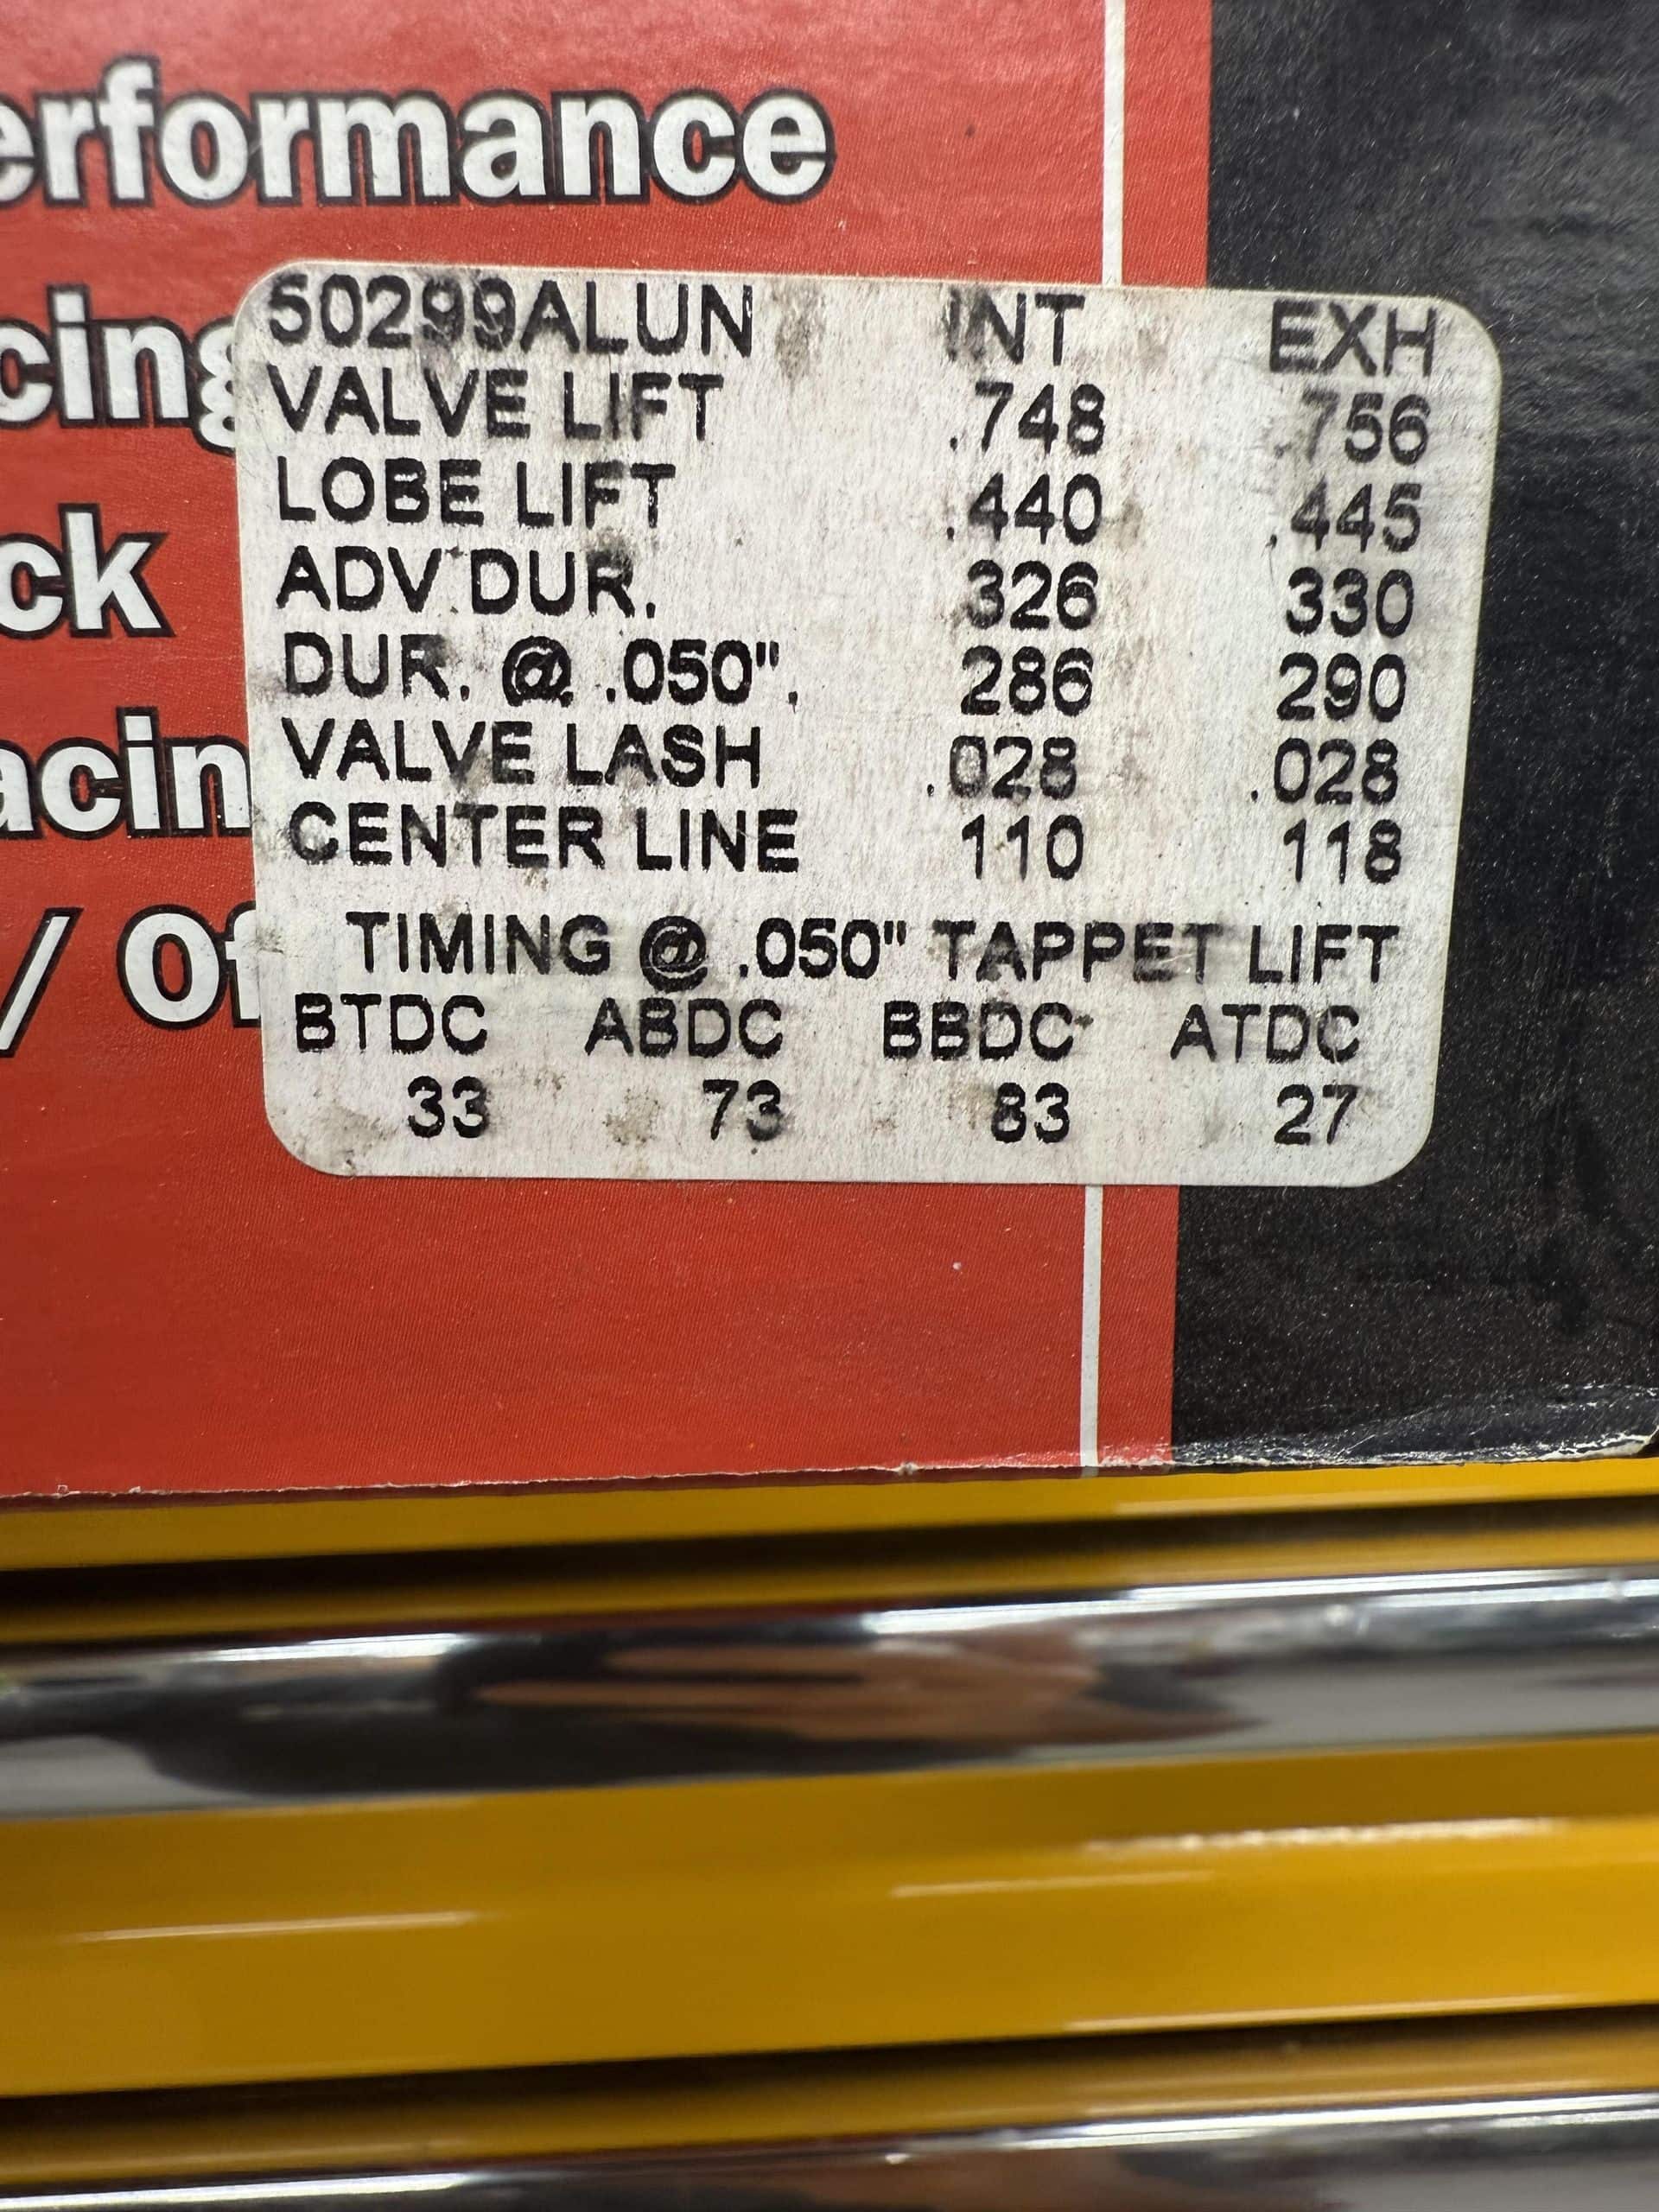 erformance
cing
ck
acin
/ Of
50299ALUN INT EXH
VALVE LIFT .748 .756
LOBE LIFT .440 .445
ADV DUR. 326 330
DUR. @ .050". 286 290
VALVE LASH .028 .028
CENTER LINE 110 118
TIMING @ .050" TAPPET LIFT
BTDC ABDC BBDC ATDC
33 73 83 27